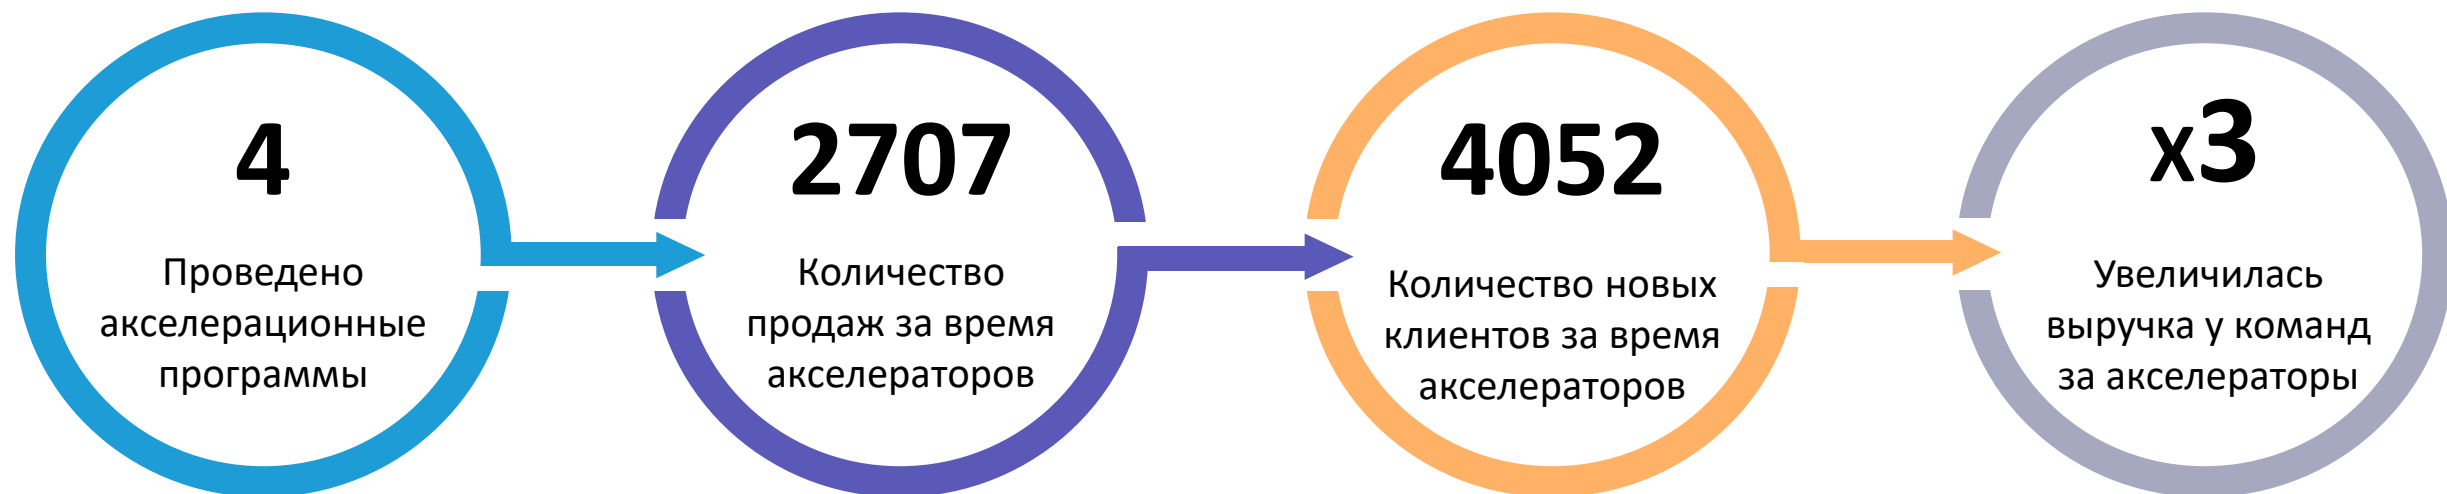 4
Проведено
акселерационные
программы
2707
Количество
продаж за время
акселераторов
4052
Количество новых
клиентов за время
акселераторов
x3
Увеличилась
выручка у команд
за акселераторы